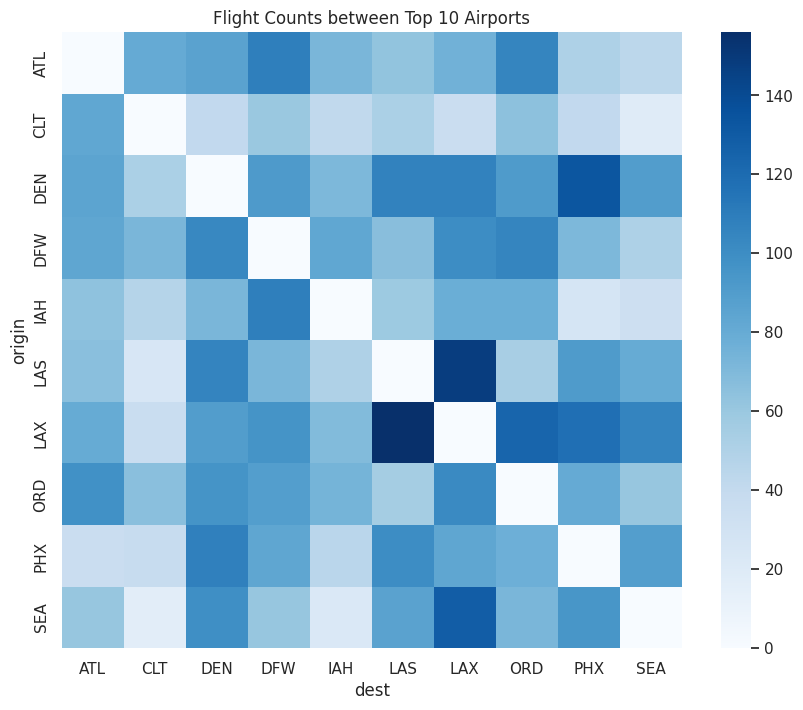 Flight Counts between Top 10 Airports
origin
ATL
CLT
DEN
DFW
IAH
LAS
LAX
ORD
PHX
SEA
ATL CLT DEN DFW IAH LAS LAX ORD PHX SEA
dest
140
120
100
80
60
40
20
0